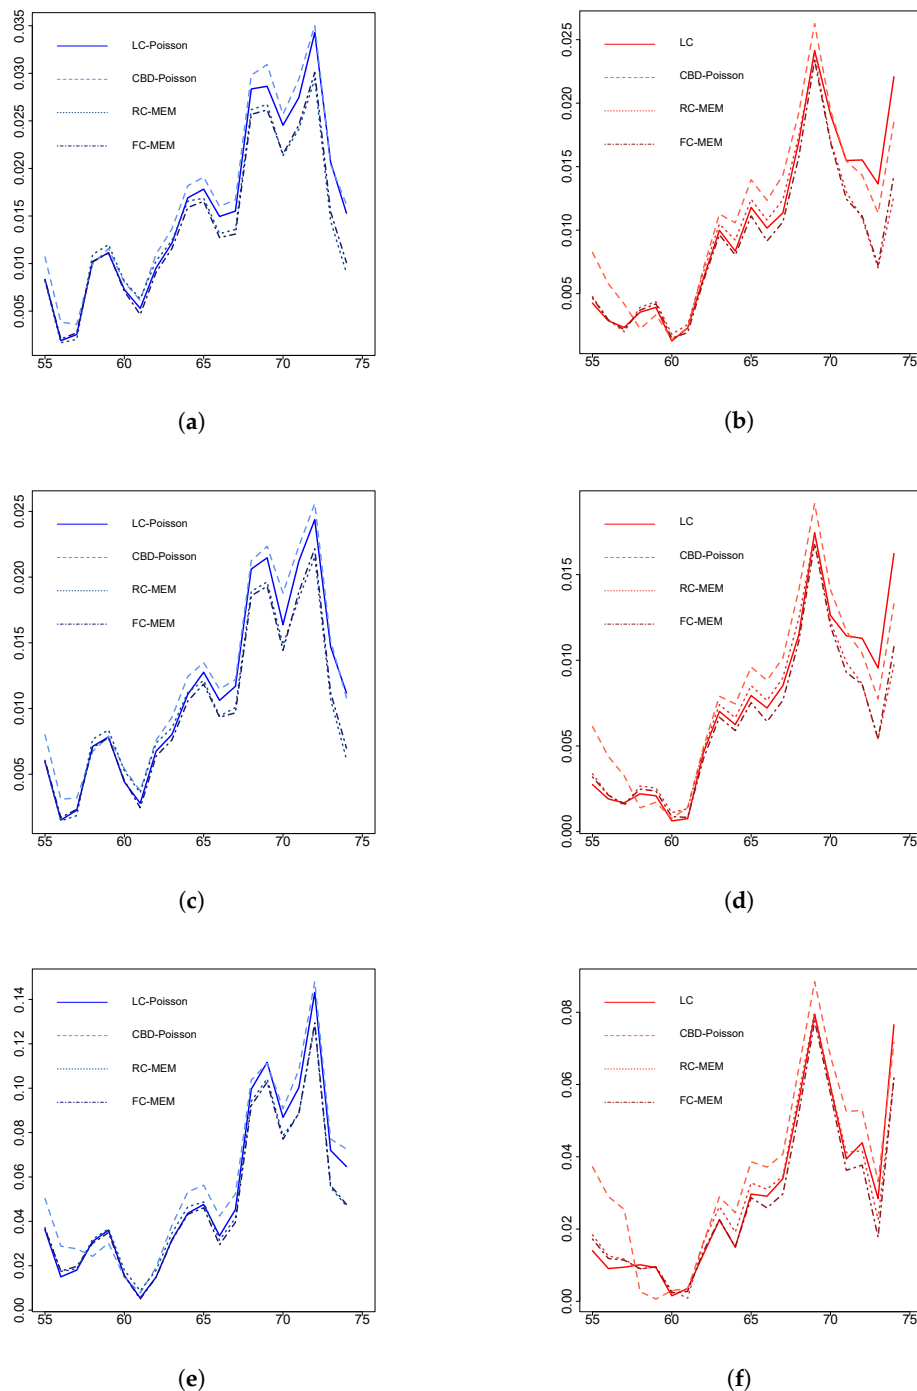 0.005 0.010 0.015 0.020 0.025 0.030 0.035
LC-Poisson
CBD-Poisson
RC-MEM
FC-MEM
55 60 65 70 75
(a)
0.005 0.010 0.015 0.020 0.025
LC
CBD-Poisson
RC-MEM
FC-MEM
55 60 65 70 75
(b)
0.005 0.010 0.015 0.020 0.025
LC-Poisson
CBD-Poisson
RC-MEM
FC-MEM
55 60 65 70 75
(c)
0.000 0.005 0.010 0.015
LC
CBD-Poisson
RC-MEM
FC-MEM
55 60 65 70 75
(d)
0.00 0.02 0.04 0.06 0.08 0.10 0.12 0.14
LC-Poisson
CBD-Poisson
RC-MEM
FC-MEM
55 60 65 70 75
(e)
0.00 0.02 0.04 0.06 0.08
LC
CBD-Poisson
RC-MEM
FC-MEM
55 60 65 70 75
(f)